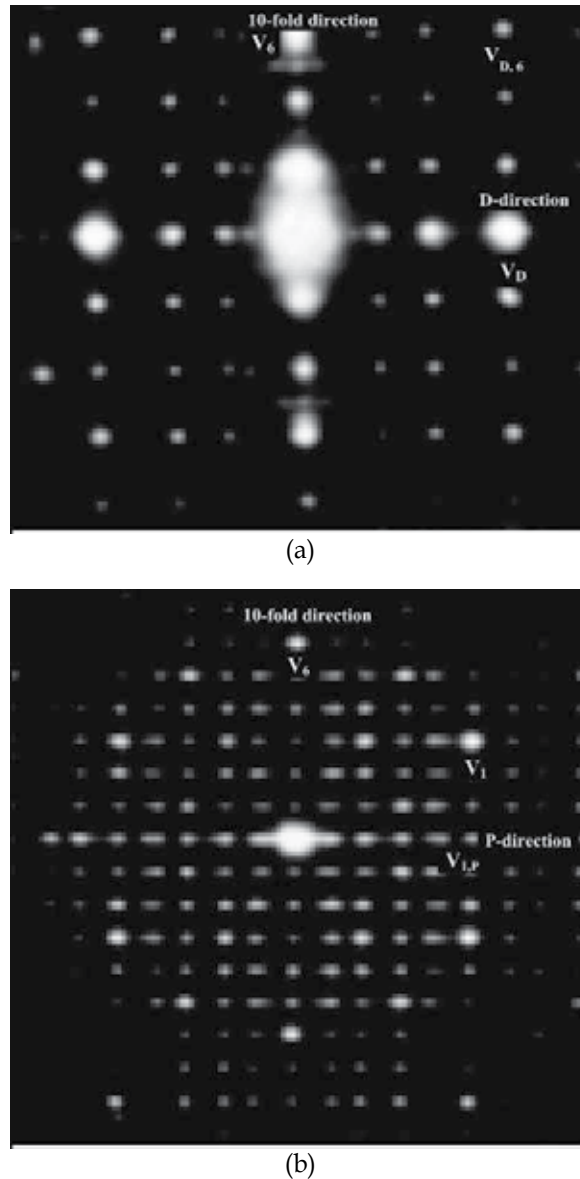 10-fold direction
V6
VD, 6
D-direction
VD
(a)
10-fold direction
V6
V1
P-direction
V1,P
(b)